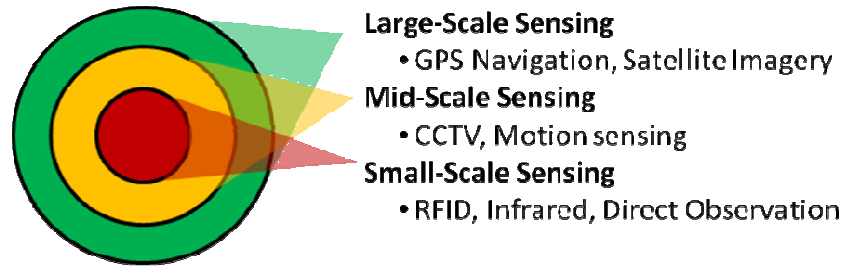 Large-Scale Sensing
• GPS Navigation, Satellite Imagery
Mid-Scale Sensing
• CCTV, Motion sensing
Small-Scale Sensing
• RFID, Infrared, Direct Observation